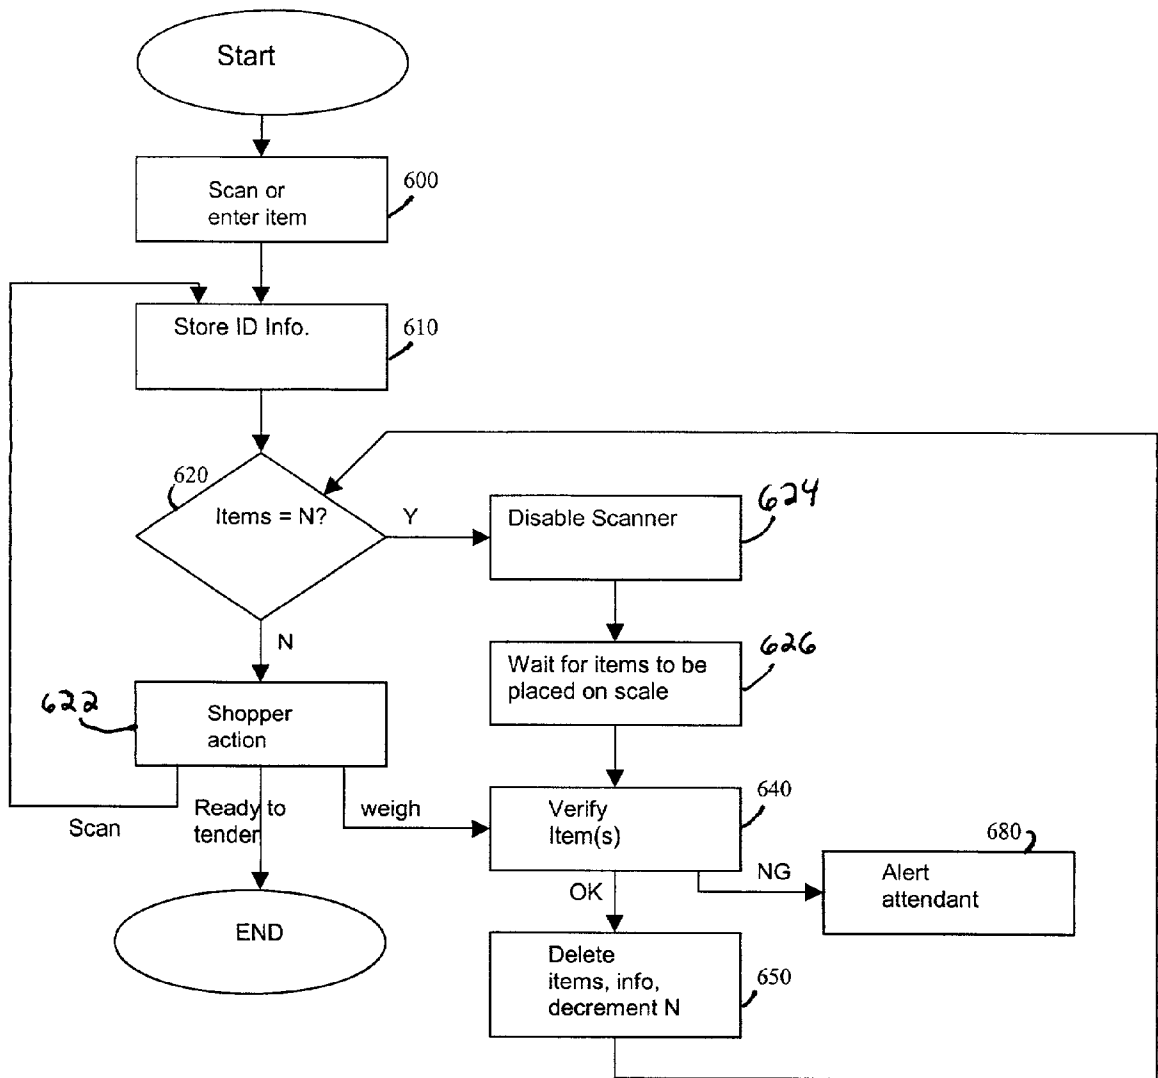 Start
Scan or
enter item
600
Store ID Info.
610
620
Items = N?
Y
Disable Scanner
624
N
Wait for items to be
placed on scale
626
622
Shopper
action
Scan
Ready to
tender
weigh
Verify
Item(s)
640
680
NG
Alert
attendant
OK
END
Delete
items, info,
decrement N
650